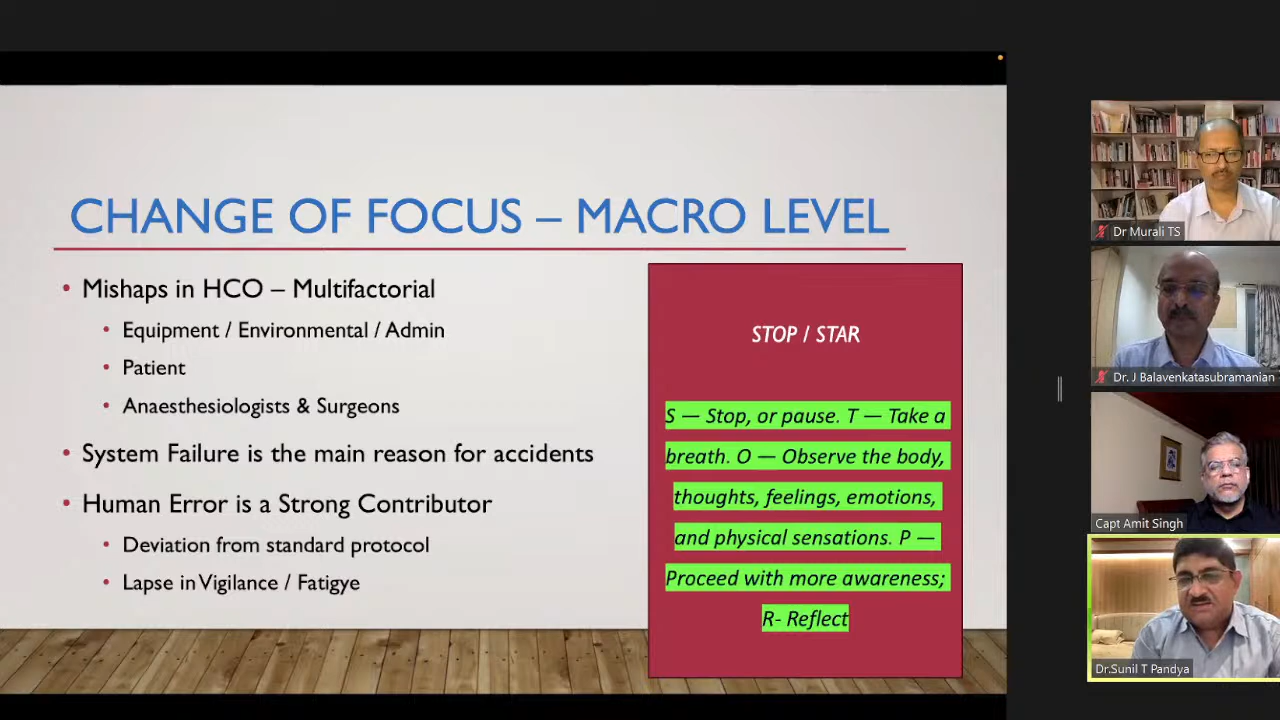 CHANGE OF FOCUS – MACRO LEVEL
• Mishaps in HCO – Multifactorial
• Equipment / Environmental / Admin
• Patient
• Anaesthesiologists & Surgeons
• System Failure is the main reason for accidents
• Human Error is a Strong Contributor
• Deviation from standard protocol
• Lapse in Vigilance / Fatigye
STOP / STAR
S — Stop, or pause. T — Take a
breath. O — Observe the body,
thoughts, feelings, emotions,
and physical sensations. P —
Proceed with more awareness;
R- Reflect
Dr Murali TS
Dr. J Balavenkatasubramanian
Capt Amit Singh
Dr.Sunil T Pandya